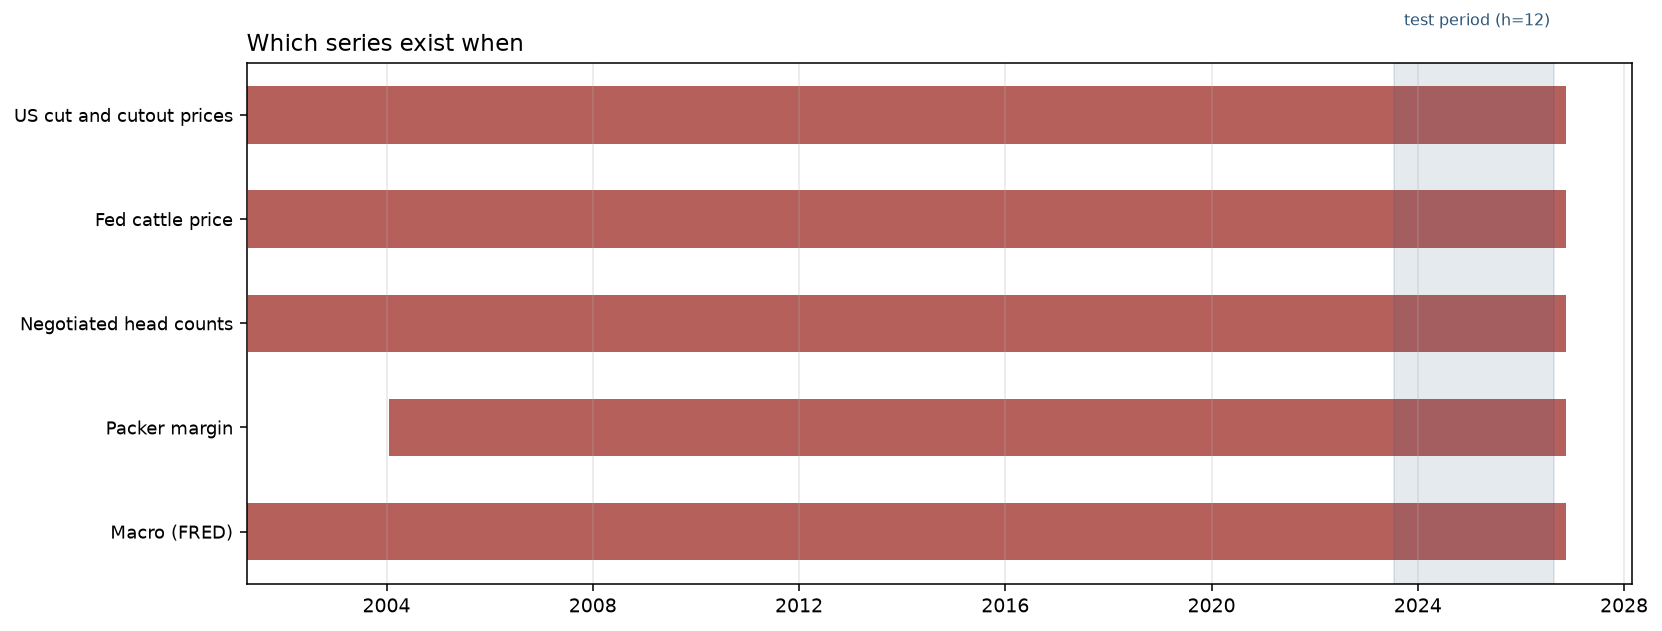 test period (h=12)
Which series exist when
US cut and cutout prices
Fed cattle price
Negotiated head counts
Packer margin
Macro (FRED)
2004 2008 2012 2016 2020 2024 2028